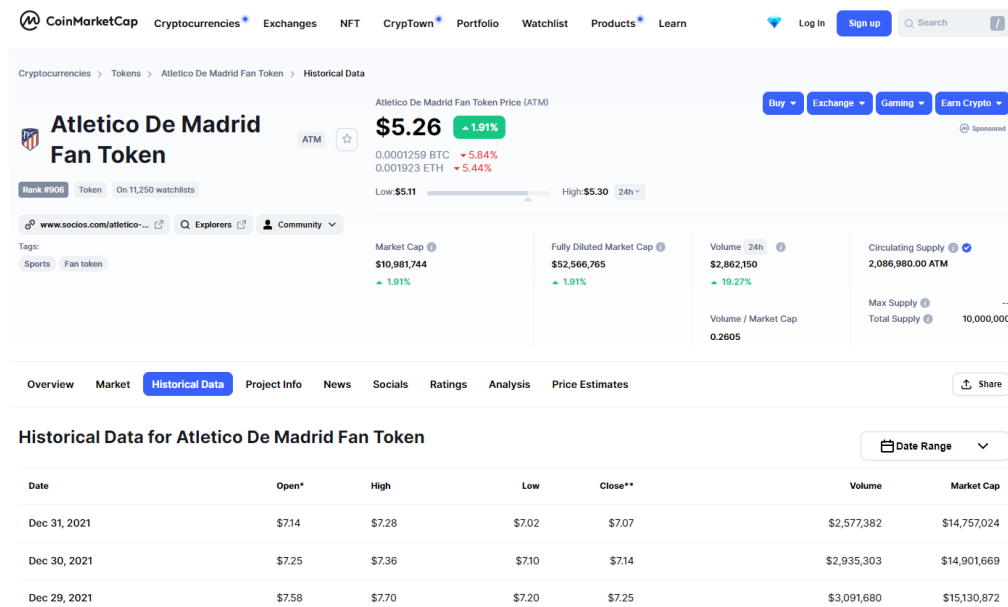 CoinMarketCap Cryptocurrencies Exchanges NFT CrypTown Portfolio Watchlist Products Learn Log In Sign up Search /
Cryptocurrencies > Tokens > Atletico De Madrid Fan Token > Historical Data
Atletico De Madrid
Fan Token
ATM
Rank #906 Token On 11,250 watchlists
www.socios.com/atletico-... Explorers Community
Tags:
Sports Fan token
Atletico De Madrid Fan Token Price (ATM)
$5.26 1.91%
0.0001259 BTC 5.84%
0.001923 ETH 5.44%
Low:$5.11 High:$5.30 24h
Buy Exchange Gaming Earn Crypto
Sponsored
Market Cap
$10,981,744
1.91%
Fully Diluted Market Cap
$52,566,765
1.91%
Volume 24h
$2,862,150
19.27%
Volume / Market Cap
0.2605
Circulating Supply
2,086,980.00 ATM
Max Supply --
Total Supply 10,000,000
Overview Market Historical Data Project Info News Socials Ratings Analysis Price Estimates Share
Historical Data for Atletico De Madrid Fan Token
Date Range
Date Open* High Low Close** Volume Market Cap
Dec 31, 2021 $7.14 $7.28 $7.02 $7.07 $2,577,382 $14,757,024
Dec 30, 2021 $7.25 $7.36 $7.10 $7.14 $2,935,303 $14,901,669
Dec 29, 2021 $7.58 $7.70 $7.20 $7.25 $3,091,680 $15,130,872